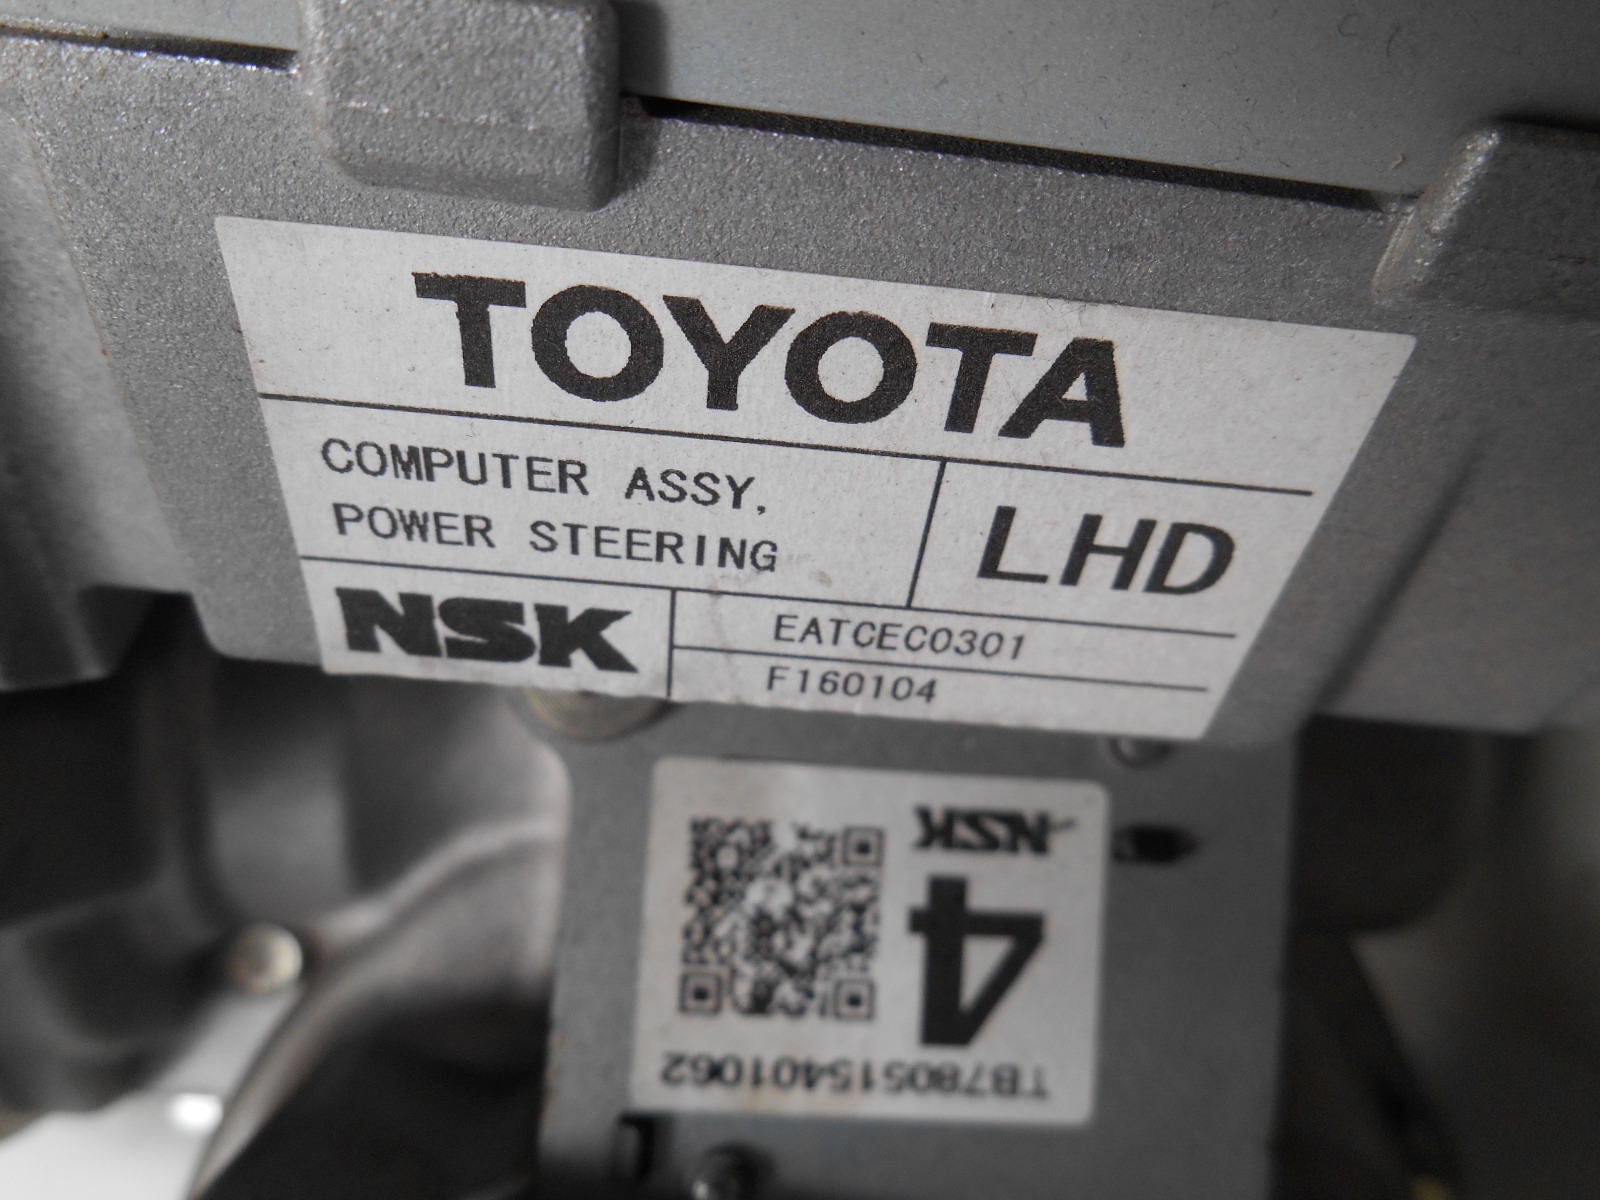 TOYOTA
COMPUTER ASSY,
POWER STEERING
LHD
NSK
EATCEC0301
F160104
NSK
4
TB780515401062